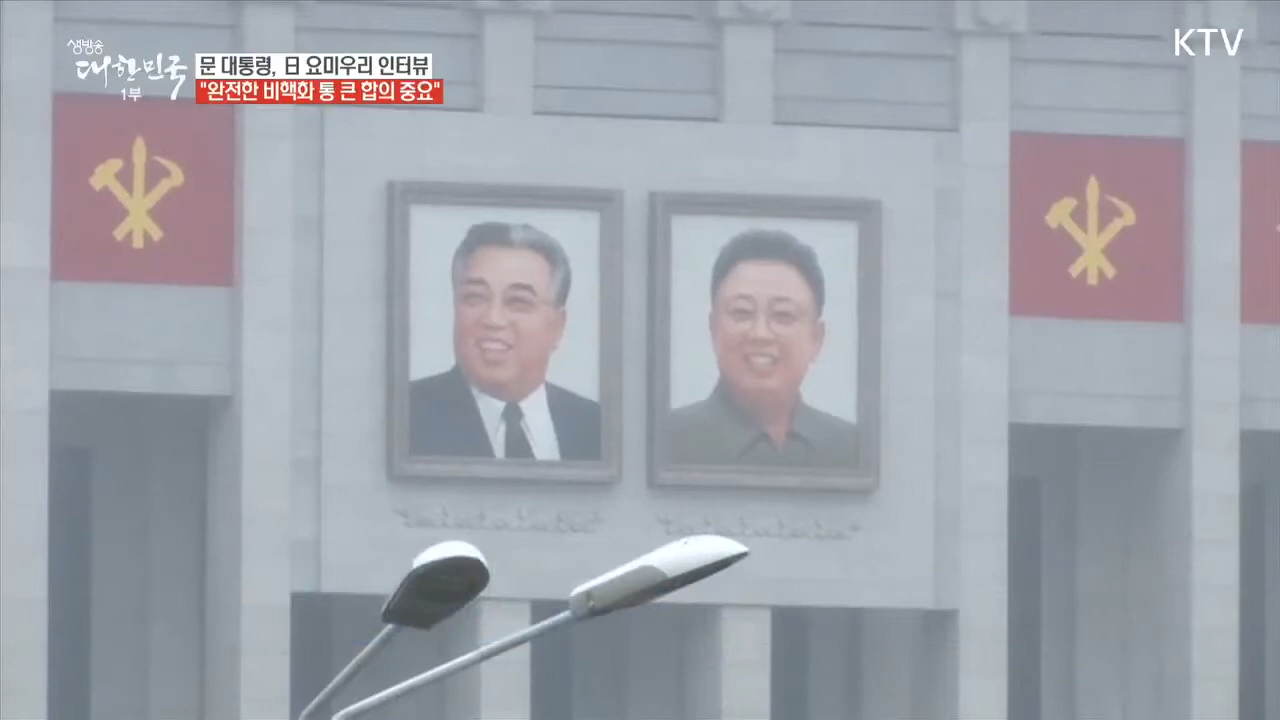 생방송
대한민국
1부
문 대통령, 日 요미우리 인터뷰
"완전한 비핵화 통 큰 합의 중요"
KTV